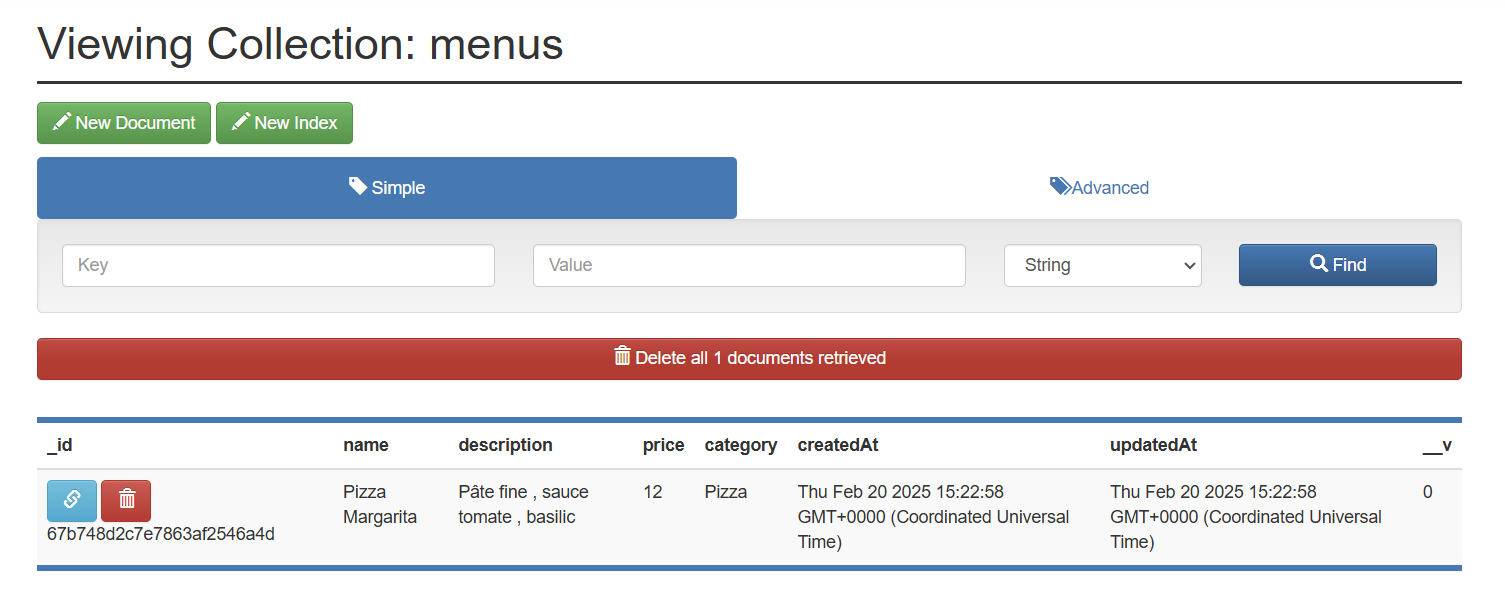 Viewing Collection: menus
New Document New Index
Simple Advanced
Key Value String Find
Delete all 1 documents retrieved
_id name description price category createdAt updatedAt __v
67b748d2c7e7863af2546a4d
Pizza
Margarita
Pâte fine , sauce
tomate , basilic
12
Pizza
Thu Feb 20 2025 15:22:58
GMT+0000 (Coordinated Universal
Time)
Thu Feb 20 2025 15:22:58
GMT+0000 (Coordinated Universal
Time)
0